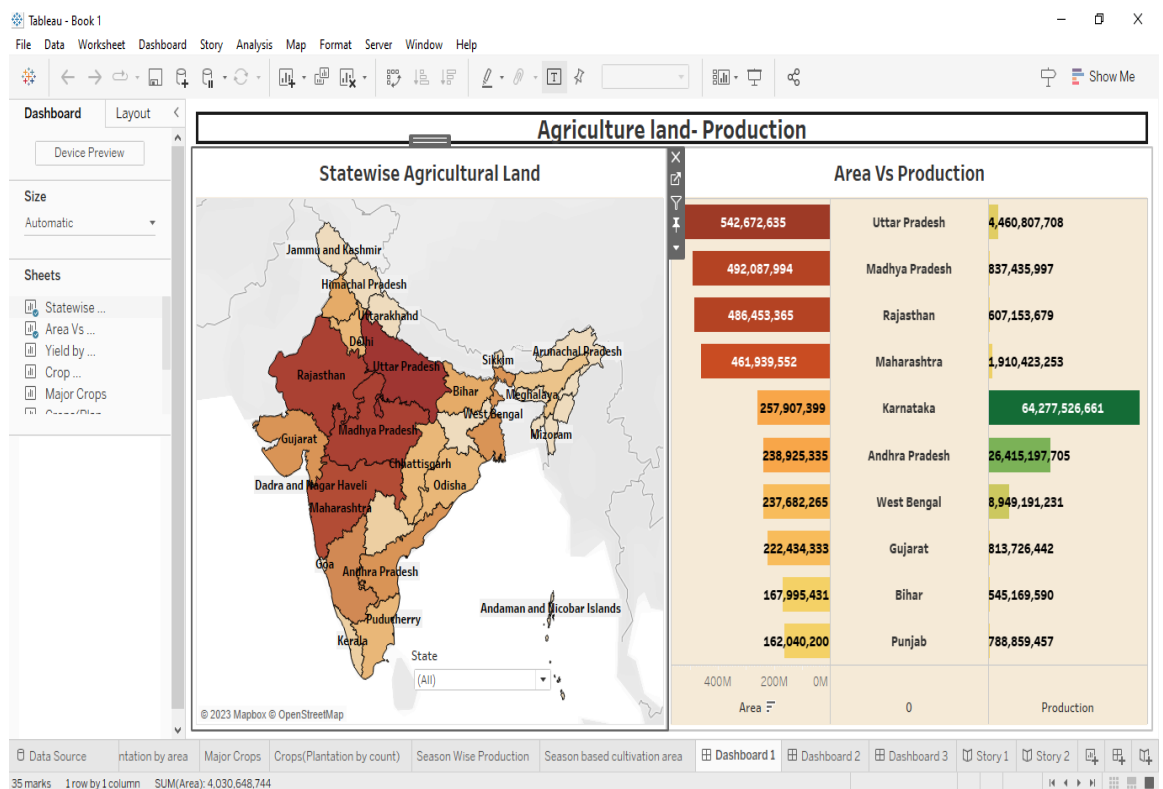 Tableau - Book 1
File Data Worksheet Dashboard Story Analysis Map Format Server Window Help
Show Me
Dashboard Layout
Device Preview
Size
Automatic
Sheets
Statewise ...
Area Vs ...
Yield by ...
Crop ...
Major Crops
Agriculture land- Production
Statewise Agricultural Land
Jammu and Kashmir
Himachal Pradesh
Uttarakhand
Delhi
Sikkim
Arunachal Pradesh
Rajasthan
Uttar Pradesh
Bihar
Meghalaya
West Bengal
Madhya Pradesh
Mizoram
Gujarat
Chhattisgarh
Dadra and Nagar Haveli
Odisha
Maharashtra
Goa
Andhra Pradesh
Andaman and Nicobar Islands
Puducherry
Kerala
State
(All)
© 2023 Mapbox © OpenStreetMap
Area Vs Production
542,672,635 Uttar Pradesh 4,460,807,708
492,087,994 Madhya Pradesh 837,435,997
486,453,365 Rajasthan 607,153,679
461,939,552 Maharashtra 1,910,423,253
257,907,399 Karnataka 64,277,526,661
238,925,335 Andhra Pradesh 26,415,197,705
237,682,265 West Bengal 8,949,191,231
222,434,333 Gujarat 813,726,442
167,995,431 Bihar 545,169,590
162,040,200 Punjab 788,859,457
400M 200M 0M
Area 0 Production
Data Source ntation by area Major Crops Crops(Plantation by count) Season Wise Production Season based cultivation area Dashboard 1 Dashboard 2 Dashboard 3 Story 1 Story 2
35 marks 1 row by 1 column SUM(Area): 4,030,648,744